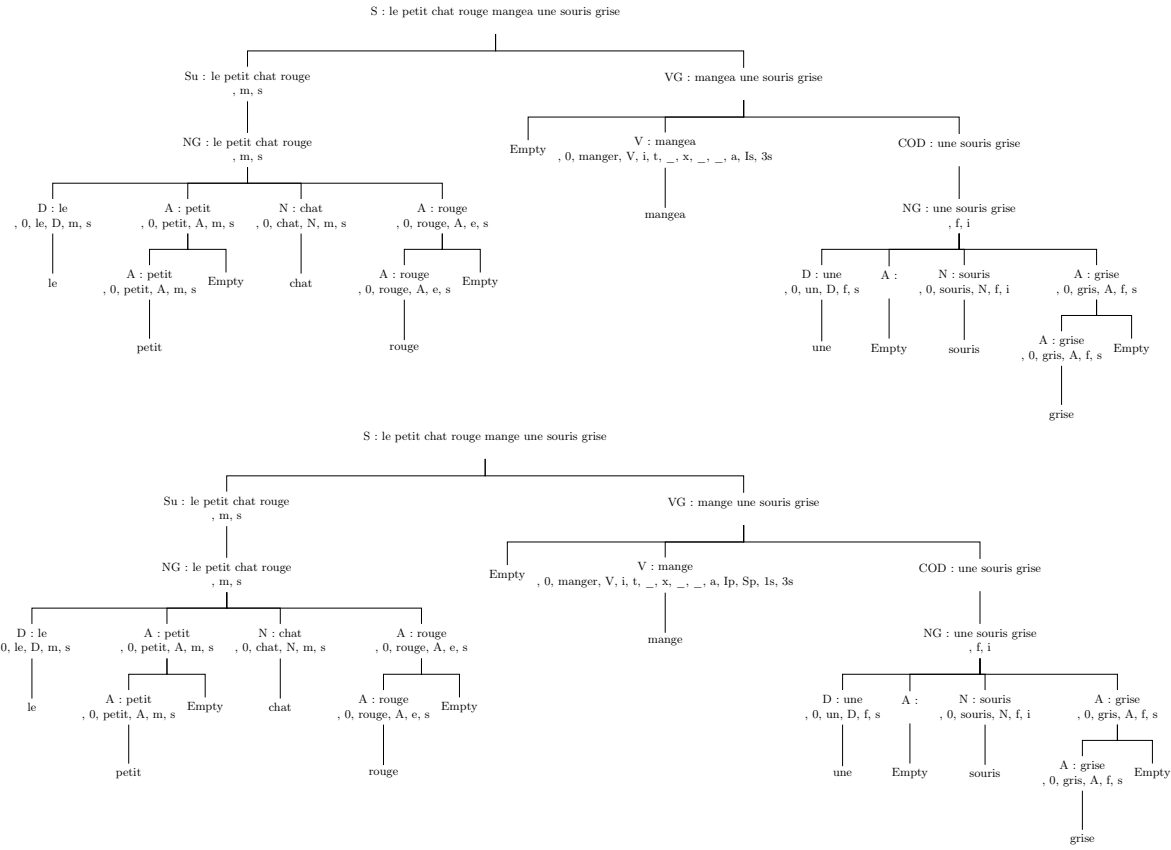 S : le petit chat rouge mangea une souris grise
Su : le petit chat rouge
, m, s
VG : mangea une souris grise
NG : le petit chat rouge
, m, s
Empty
V : mangea
, 0, manger, V, i, t, _, x, _, _, a, Is, 3s
COD : une souris grise
D : le
, 0, le, D, m, s
A : petit
, 0, petit, A, m, s
N : chat
, 0, chat, N, m, s
A : rouge
, 0, rouge, A, e, s
mangea
NG : une souris grise
, f, i
le
A : petit
, 0, petit, A, m, s
Empty
chat
A : rouge
, 0, rouge, A, e, s
Empty
D : une
, 0, un, D, f, s
A :
N : souris
, 0, souris, N, f, i
A : grise
, 0, gris, A, f, s
petit
rouge
une
Empty
souris
A : grise
, 0, gris, A, f, s
Empty
grise
S : le petit chat rouge mange une souris grise
Su : le petit chat rouge
, m, s
VG : mange une souris grise
NG : le petit chat rouge
, m, s
Empty
V : mange
, 0, manger, V, i, t, _, x, _, _, a, Ip, Sp, 1s, 3s
COD : une souris grise
D : le
0, le, D, m, s
A : petit
, 0, petit, A, m, s
N : chat
, 0, chat, N, m, s
A : rouge
, 0, rouge, A, e, s
mange
NG : une souris grise
, f, i
le
A : petit
, 0, petit, A, m, s
Empty
chat
A : rouge
, 0, rouge, A, e, s
Empty
D : une
, 0, un, D, f, s
A :
N : souris
, 0, souris, N, f, i
A : grise
, 0, gris, A, f, s
petit
rouge
une
Empty
souris
A : grise
, 0, gris, A, f, s
Empty
grise